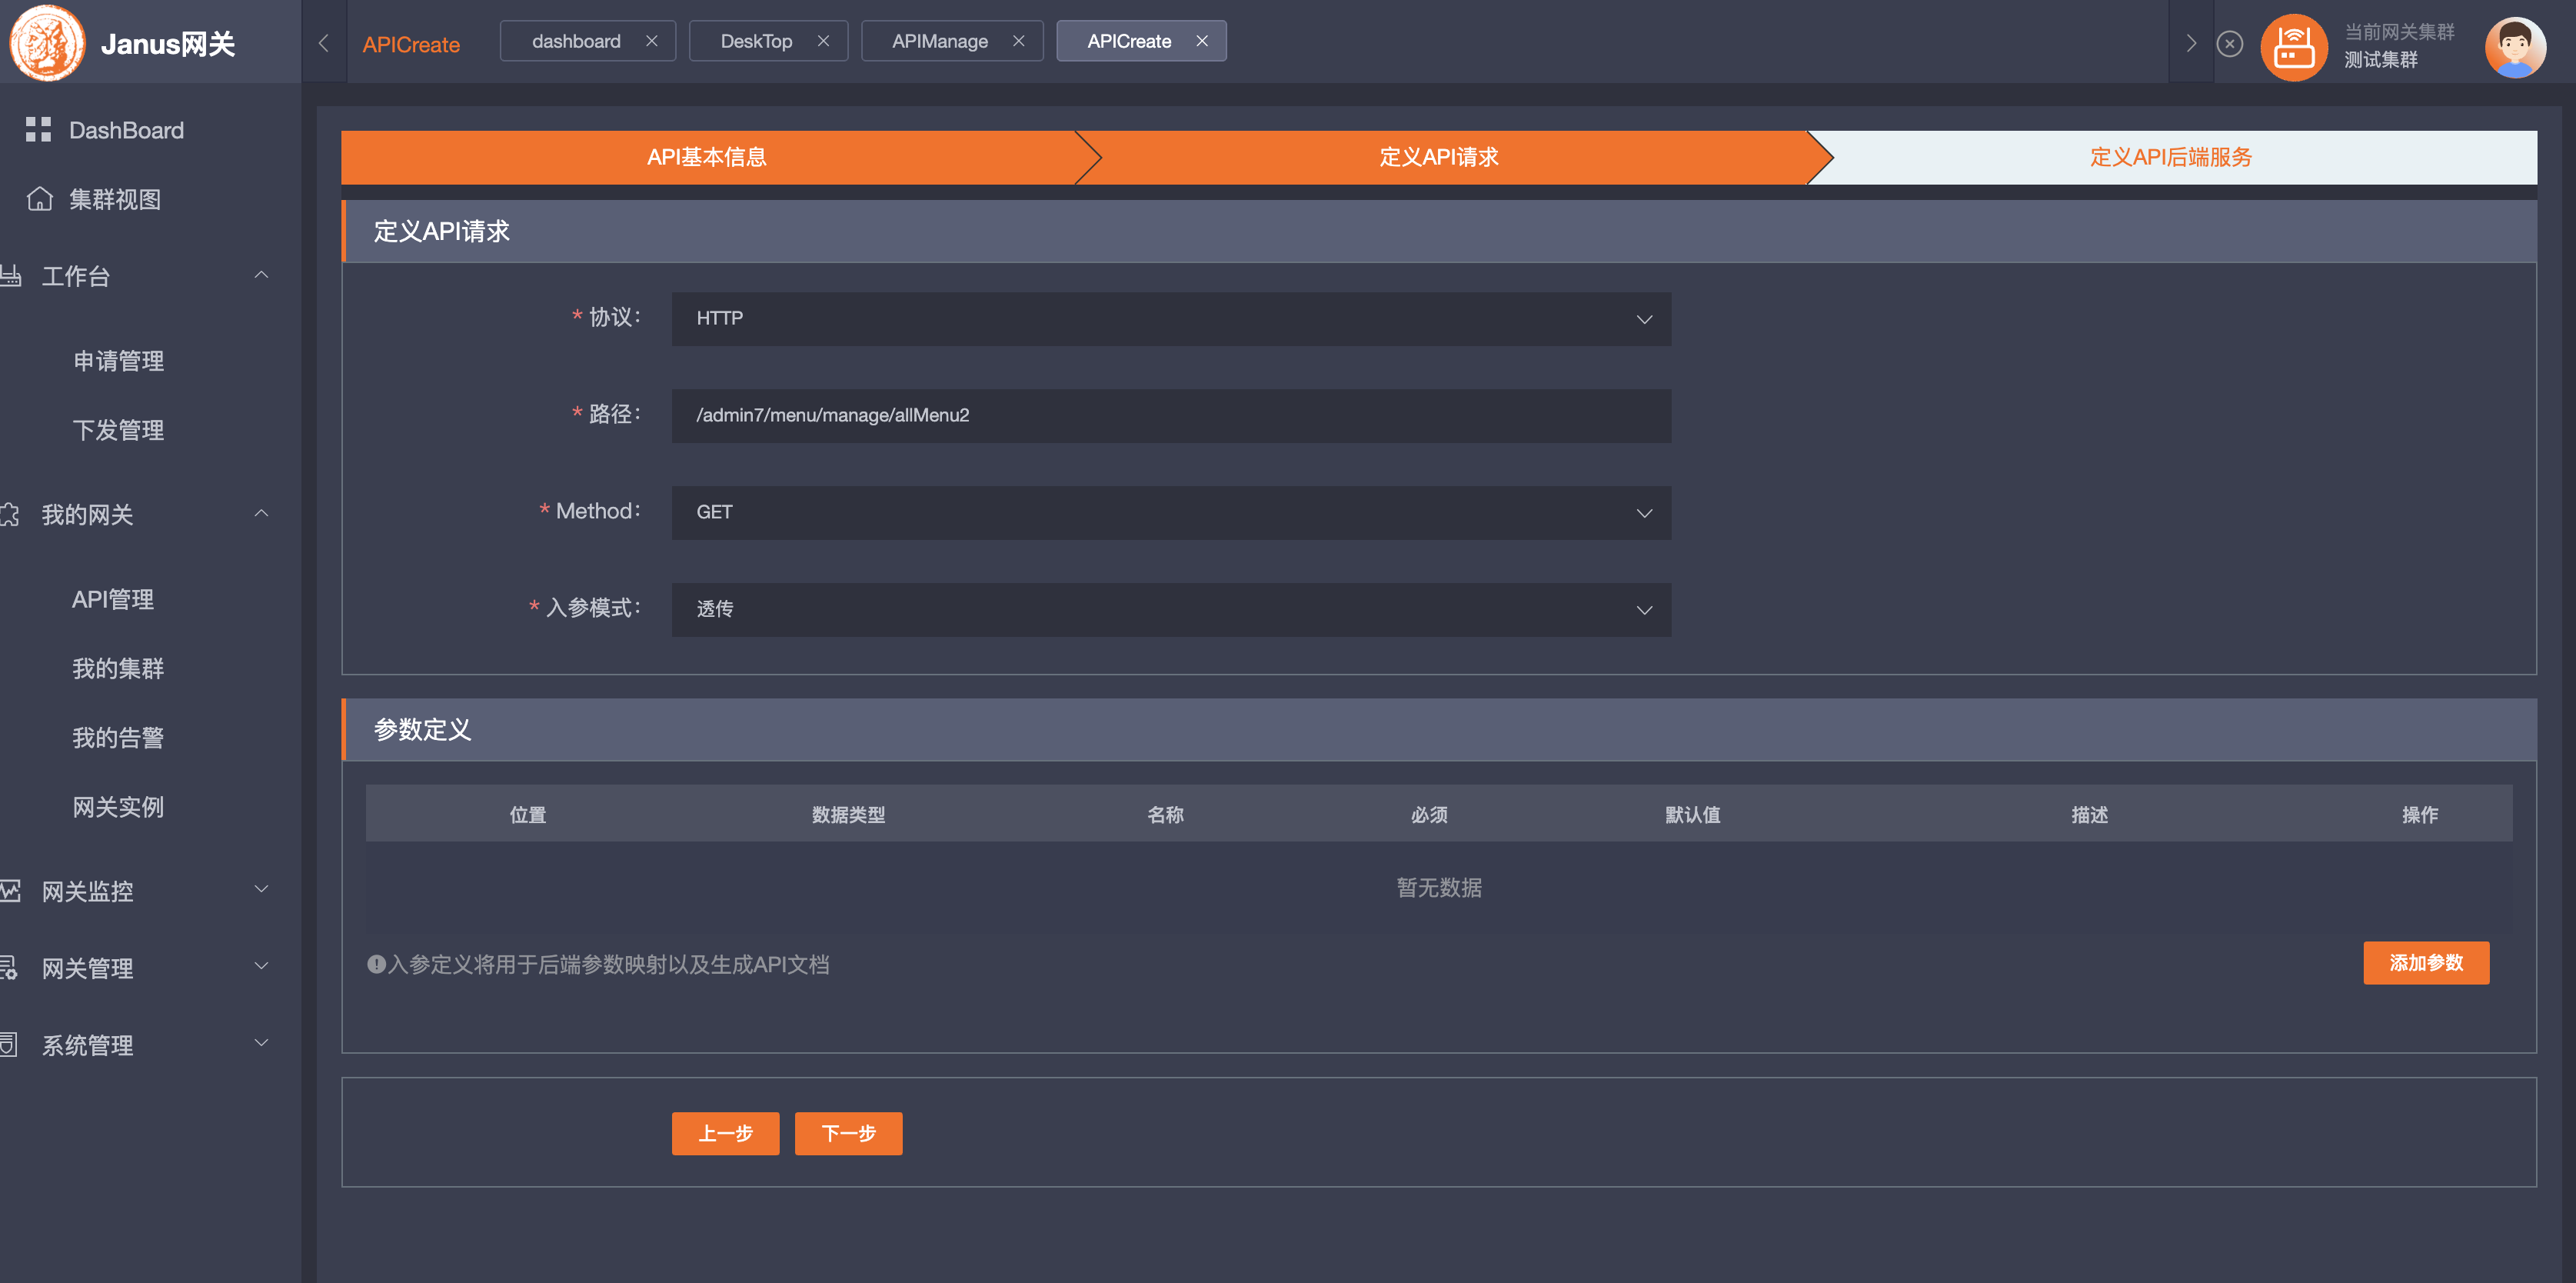 Janus网关
APICreate
dashboard
DeskTop
APIManage
APICreate
当前网关集群
测试集群
DashBoard
集群视图
工作台
申请管理
下发管理
我的网关
API管理
我的集群
我的告警
网关实例
网关监控
网关管理
系统管理
API基本信息
定义API请求
定义API后端服务
定义API请求
* 协议：
HTTP
* 路径：
/admin7/menu/manage/allMenu2
* Method：
GET
* 入参模式：
透传
参数定义
位置 数据类型 名称 必须 默认值 描述 操作
暂无数据
入参定义将用于后端参数映射以及生成API文档
添加参数
上一步
下一步